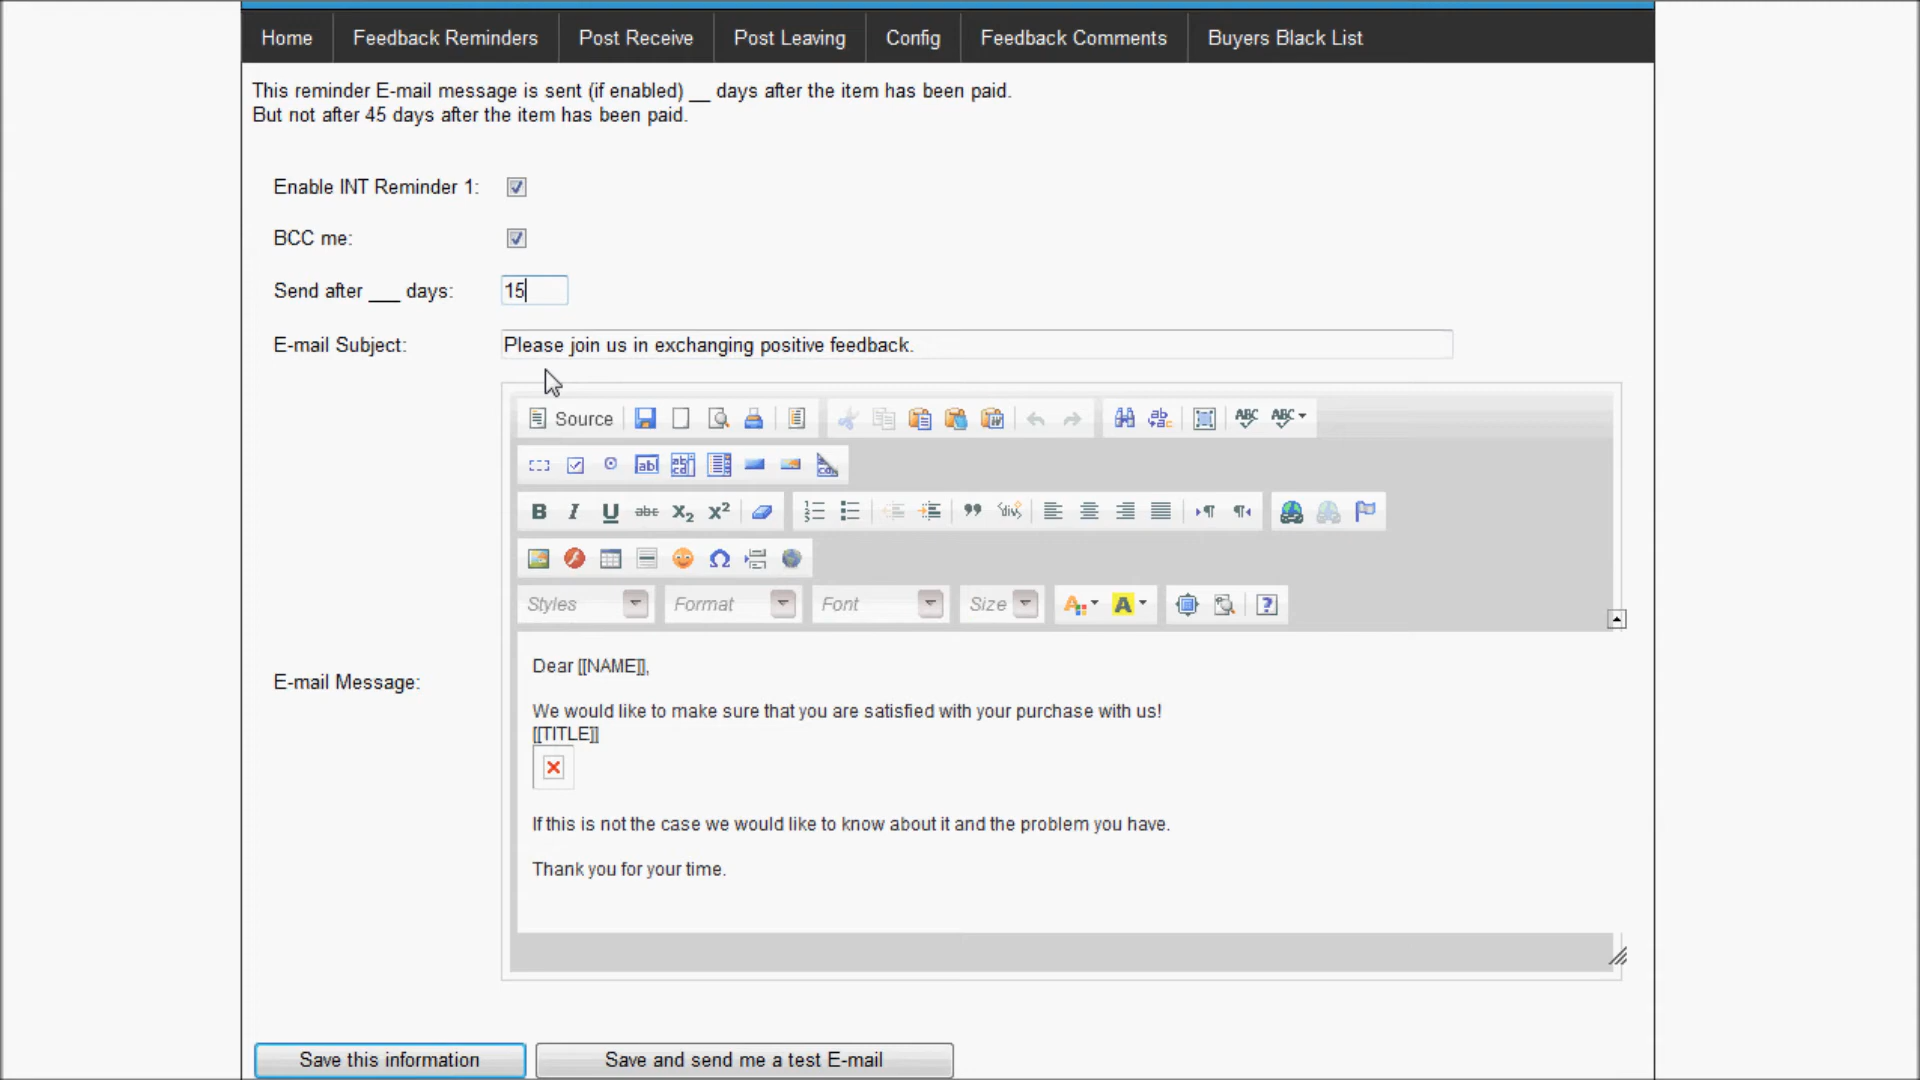 Home Feedback Reminders Post Receive Post Leaving Config Feedback Comments Buyers Black List
This reminder E-mail message is sent (if enabled) __ days after the item has been paid.
But not after 45 days after the item has been paid.
Enable INT Reminder 1:
BCC me:
Send after ___ days: 15
E-mail Subject: Please join us in exchanging positive feedback.
Source
Styles Format Font Size
E-mail Message:
Dear [[NAME]],
We would like to make sure that you are satisfied with your purchase with us!
[[TITLE]]
If this is not the case we would like to know about it and the problem you have.
Thank you for your time.
Save this information Save and send me a test E-mail